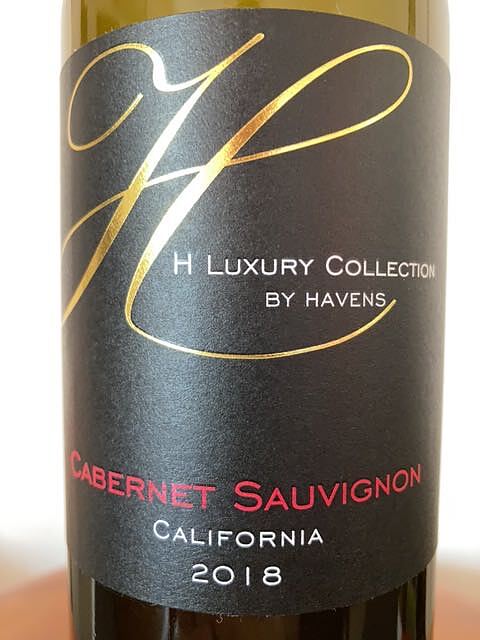 H
H LUXURY COLLECTION
BY HAVENS
CABERNET SAUVIGNON
CALIFORNIA
2018